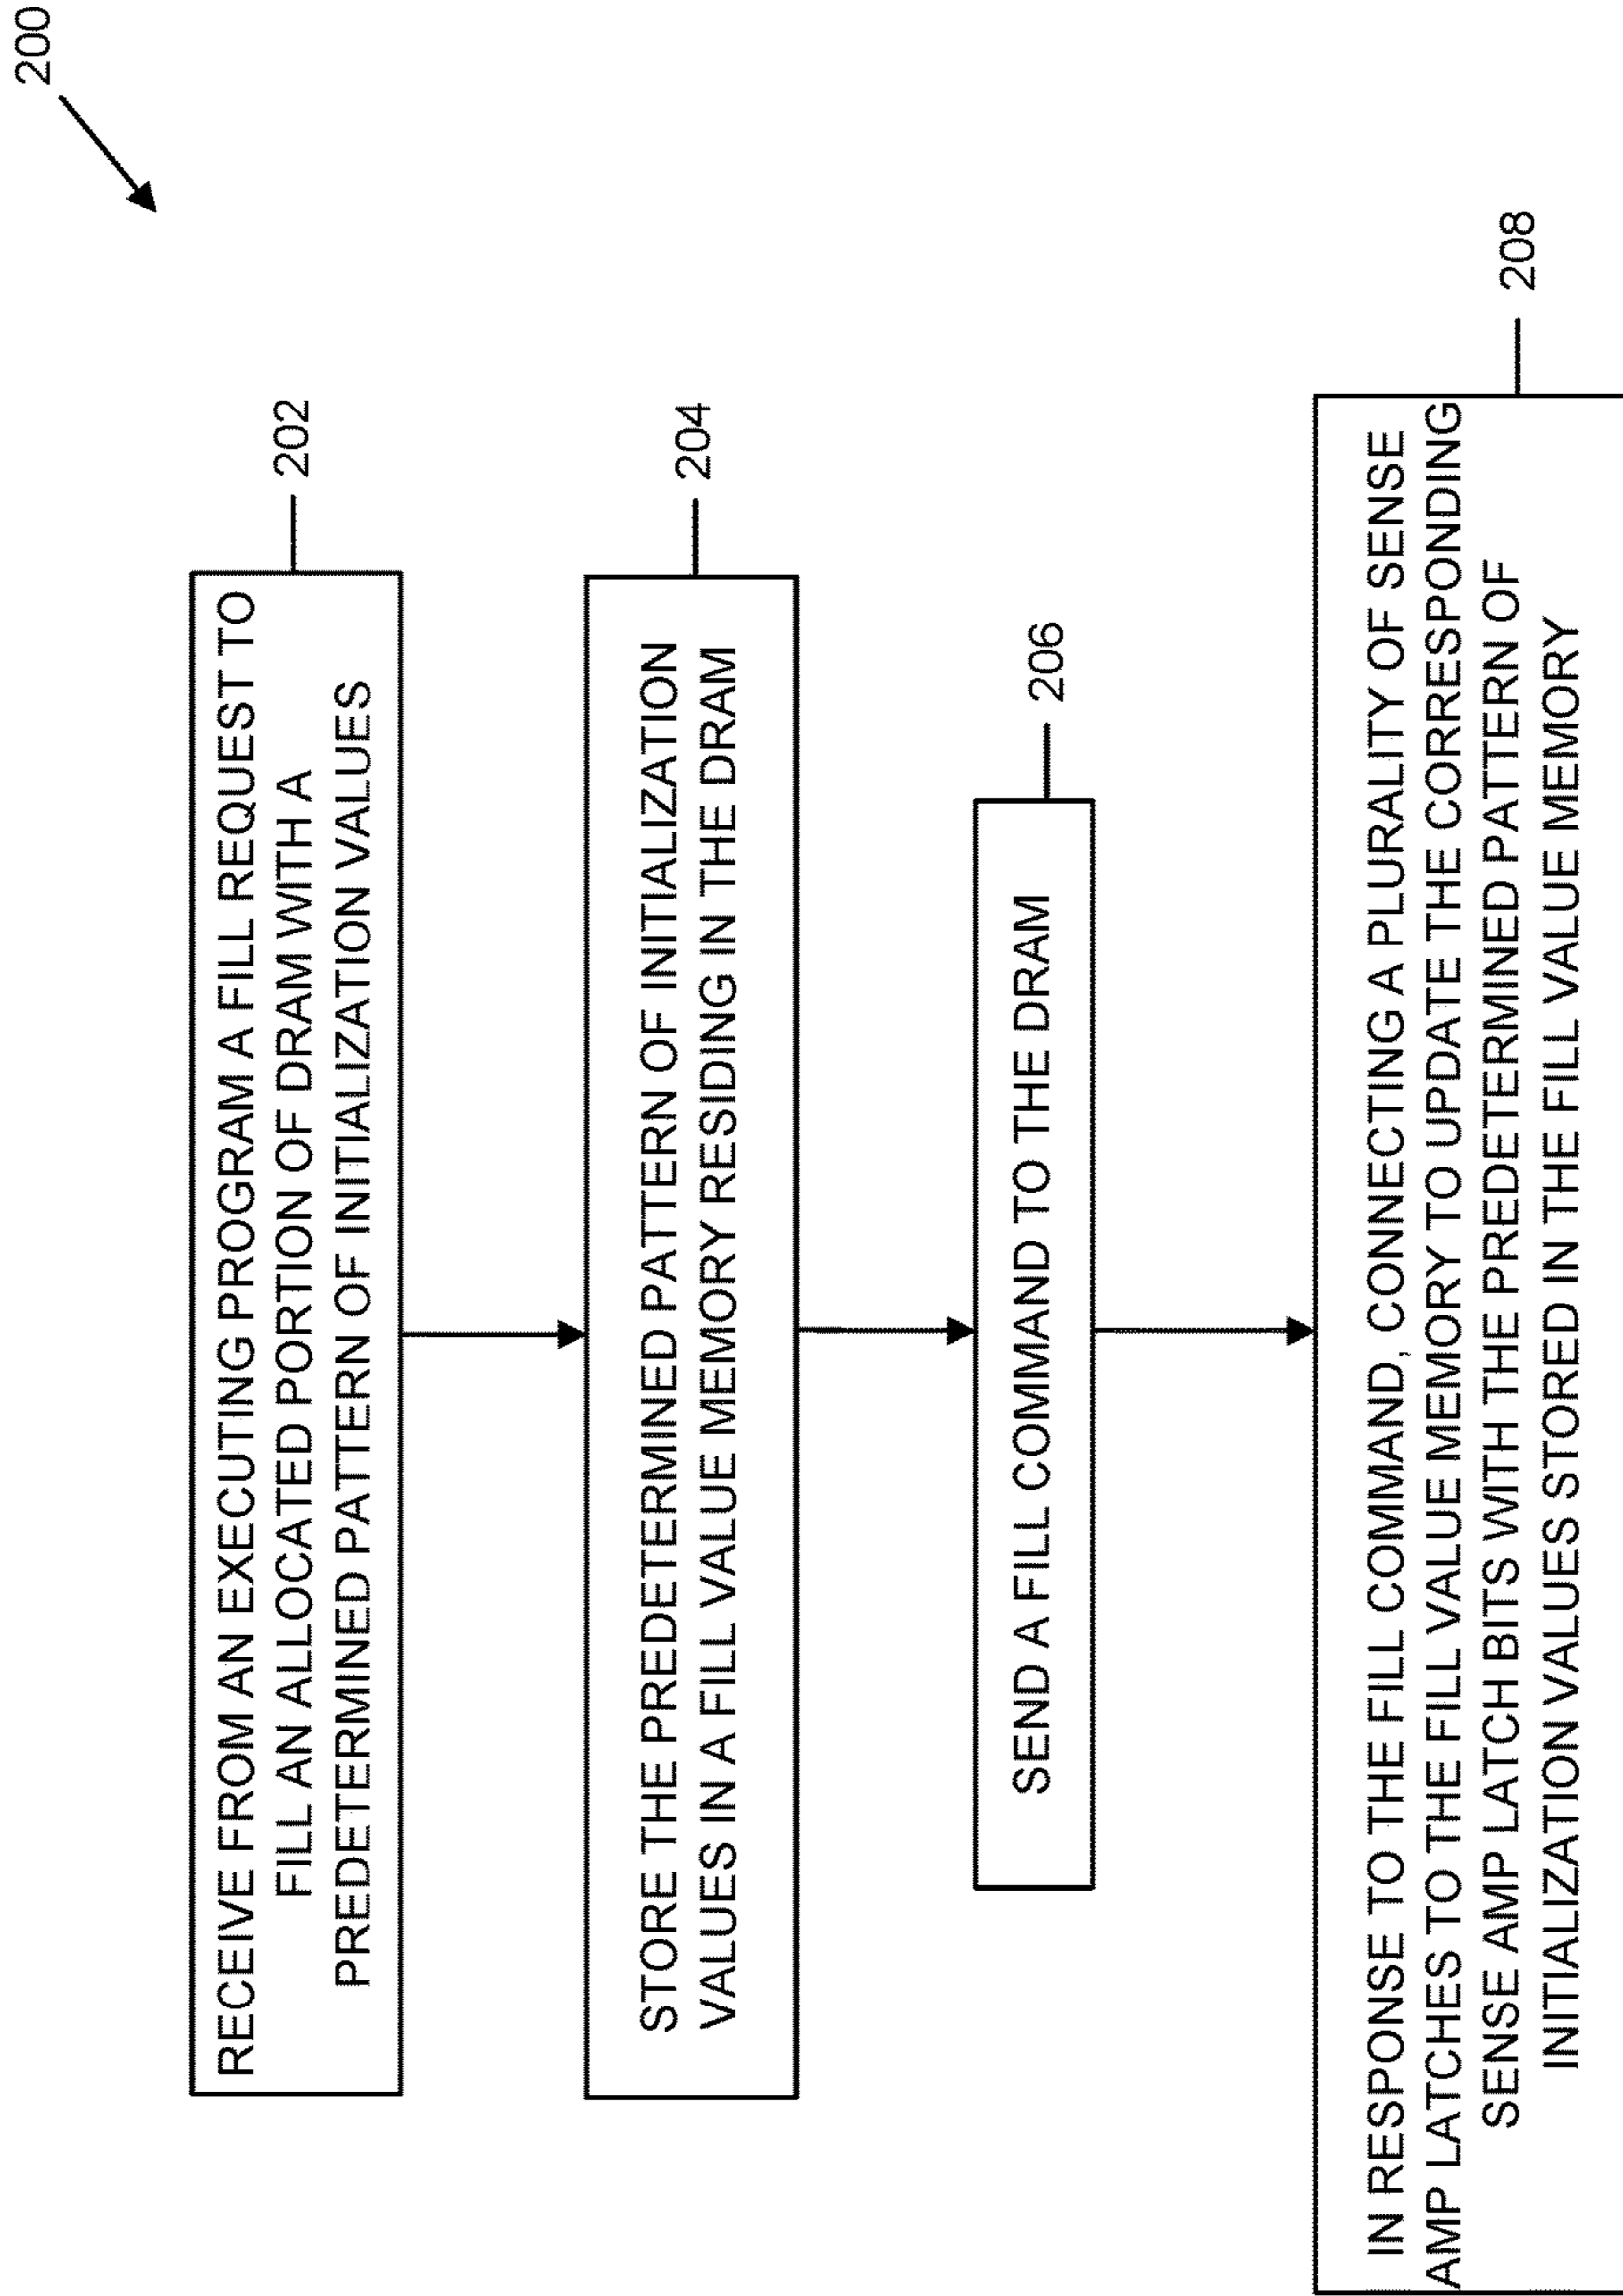 200
RECEIVE FROM AN EXECUTING PROGRAM A FILL REQUEST TO
FILL AN ALLOCATED PORTION OF DRAM WITH A
PREDETERMINED PATTERN OF INITIALIZATION VALUES
202
STORE THE PREDETERMINED PATTERN OF INITIALIZATION
VALUES IN A FILL VALUE MEMORY RESIDING IN THE DRAM
204
SEND A FILL COMMAND TO THE DRAM
206
IN RESPONSE TO THE FILL COMMAND, CONNECTING A PLURALITY OF SENSE
AMP LATCHES TO THE FILL VALUE MEMORY TO UPDATE THE CORRESPONDING
SENSE AMP LATCH BITS WITH THE PREDETERMINED PATTERN OF
INITIALIZATION VALUES STORED IN THE FILL VALUE MEMORY
208